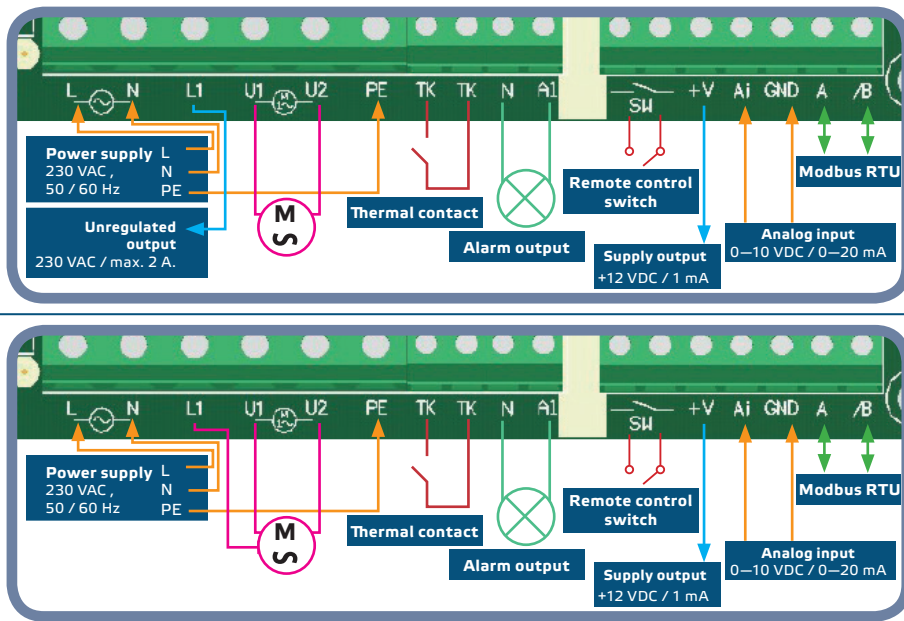 L N L1 U1 M 1~ U2 PE TK TK N A1 SW +V Ai GND A /B
Power supply L
230 VAC , N
50 / 60 Hz PE
Unregulated
output
230 VAC / max. 2 A.
M
Thermal contact
Alarm output
Remote control
switch
Supply output
+12 VDC / 1 mA
Modbus RTU
Analog input
0—10 VDC / 0—20 mA
L N L1 U1 M 1~ U2 PE TK TK N A1 SW +V Ai GND A /B
Power supply L
230 VAC , N
50 / 60 Hz PE
M
Thermal contact
Alarm output
Remote control
switch
Supply output
+12 VDC / 1 mA
Modbus RTU
Analog input
0—10 VDC / 0—20 mA